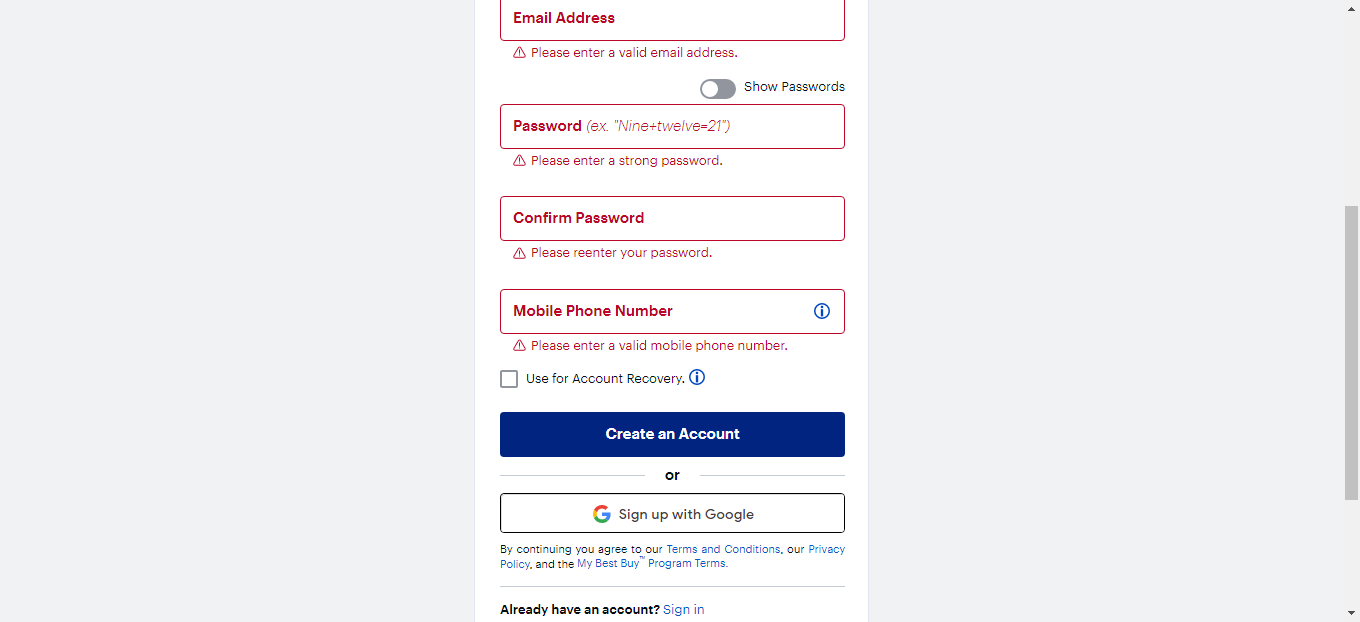 Email Address
Please enter a valid email address.
Show Passwords
Password (ex. "Nine+twelve=21")
Please enter a strong password.
Confirm Password
Please reenter your password.
Mobile Phone Number
Please enter a valid mobile phone number.
Use for Account Recovery.
Create an Account
or
Sign up with Google
By continuing you agree to our Terms and Conditions, our Privacy
Policy, and the My Best Buy™ Program Terms.
Already have an account? Sign in